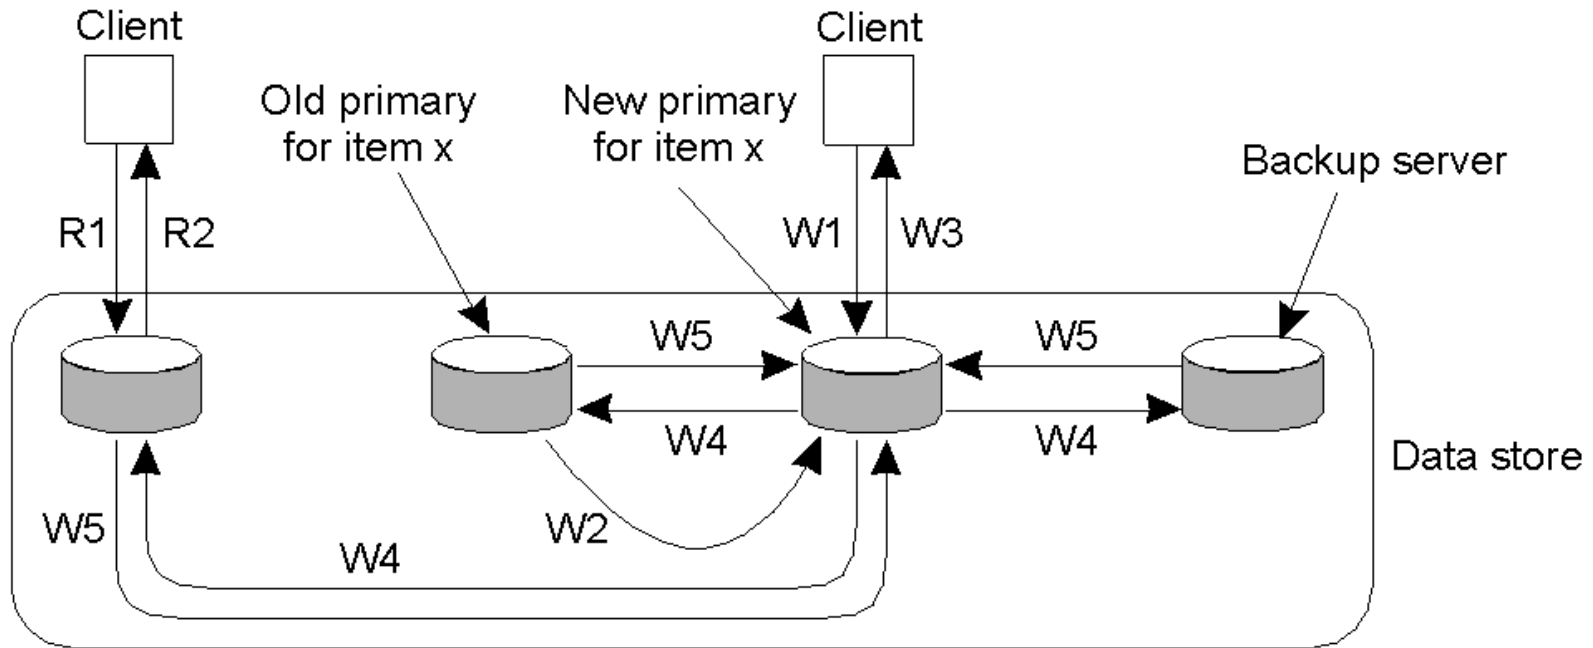 Client
Client
Old primary
for item x
New primary
for item x
Backup server
R1
R2
W1
W3
W5
W5
W4
W4
Data store
W5
W2
W4